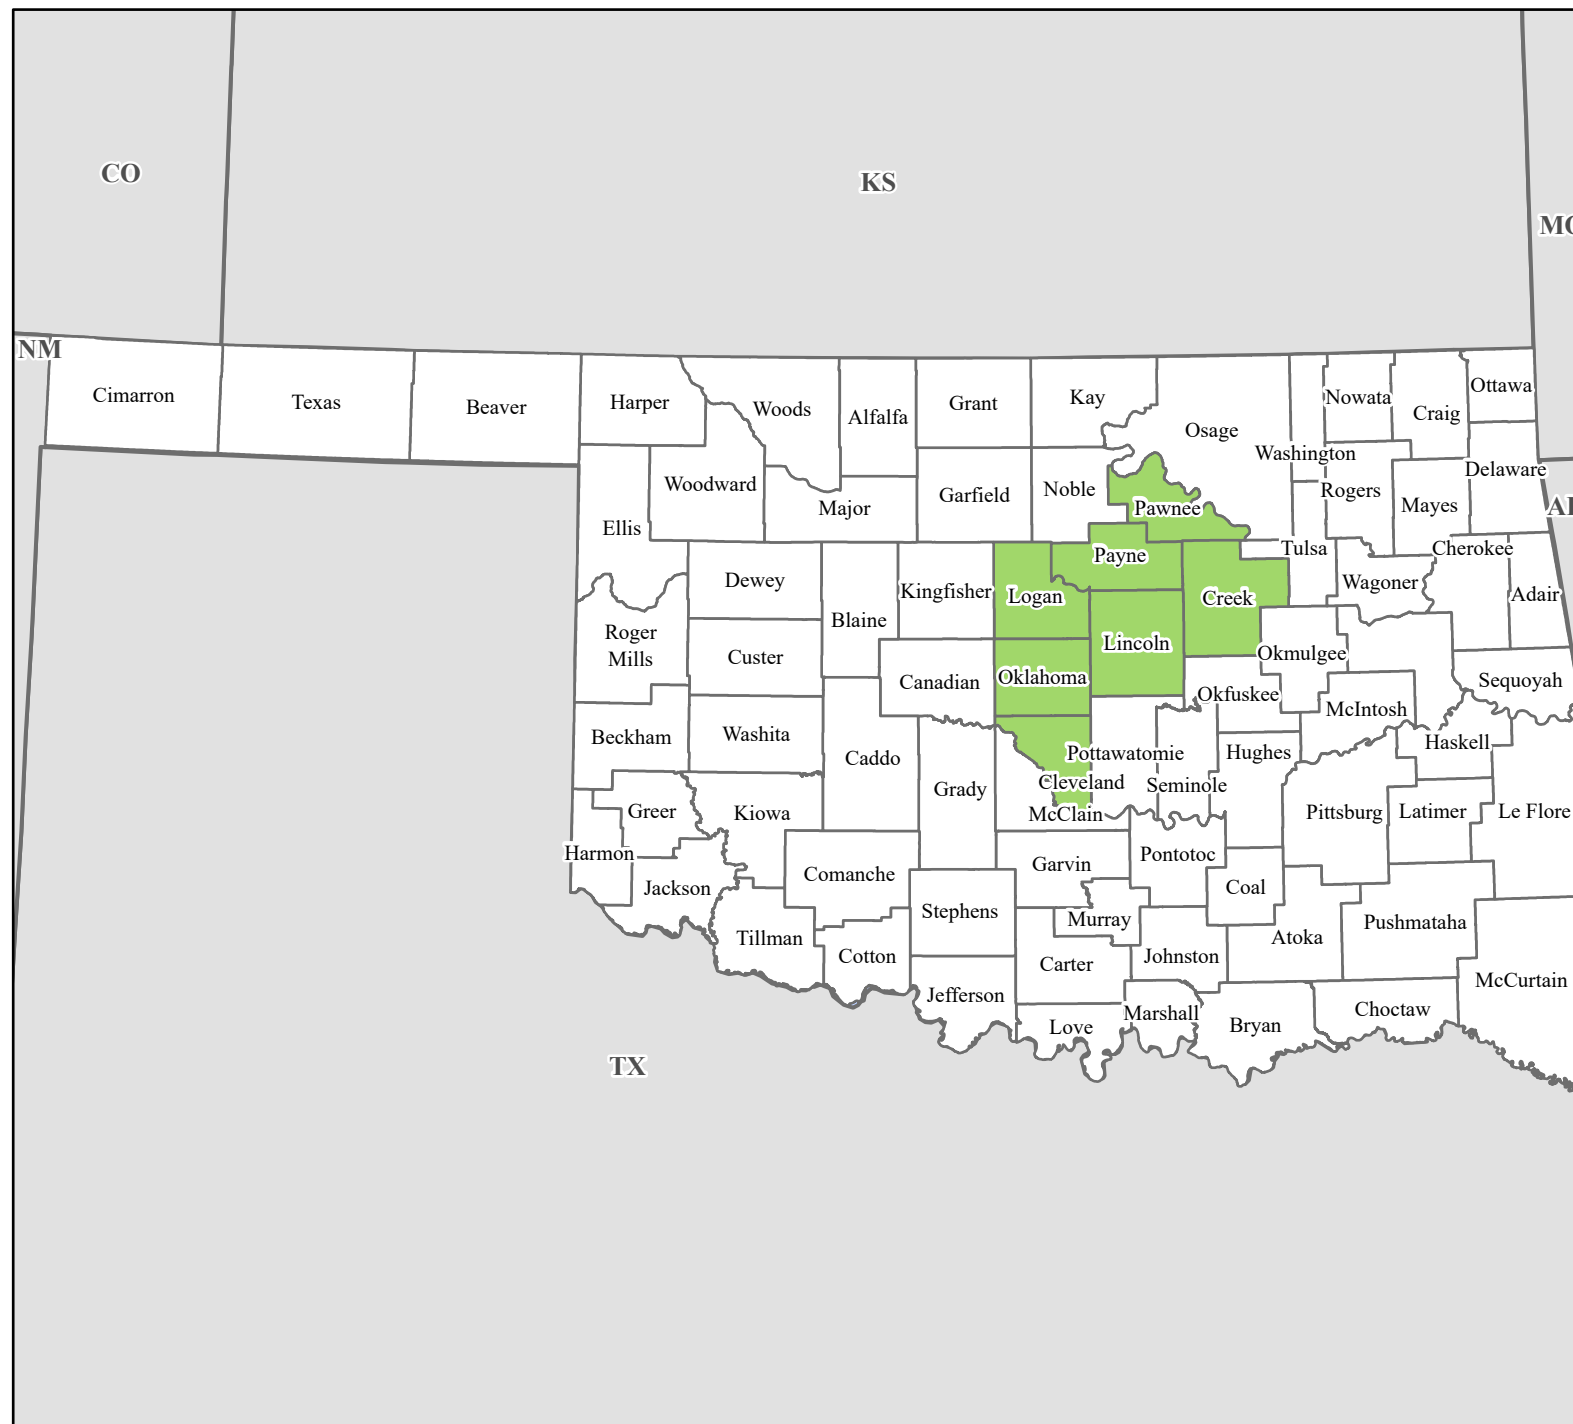 CO
KS
MO
NM
Cimarron
Texas
Beaver
Harper
Woods
Alfalfa
Grant
Kay
Osage
Nowata
Craig
Ottawa
Washington
Delaware
Woodward
Ellis
Major
Garfield
Noble
Pawnee
Rogers
Mayes
Dewey
Kingfisher
Blaine
Logan
Payne
Creek
Tulsa
Wagoner
Cherokee
Adair
Roger
Mills
Custer
Canadian
Oklahoma
Lincoln
Okmulgee
Okfuskee
McIntosh
Sequoyah
Beckham
Washita
Caddo
Grady
Pottawatomie
Cleveland
McClain
Seminole
Hughes
Haskell
Pittsburg
Latimer
Le Flore
Greer
Kiowa
Harmon
Jackson
Comanche
Garvin
Pontotoc
Coal
Stephens
Murray
Tillman
Cotton
Carter
Johnston
Atoka
Pushmataha
McCurtain
Jefferson
Love
Marshall
Bryan
Choctaw
TX